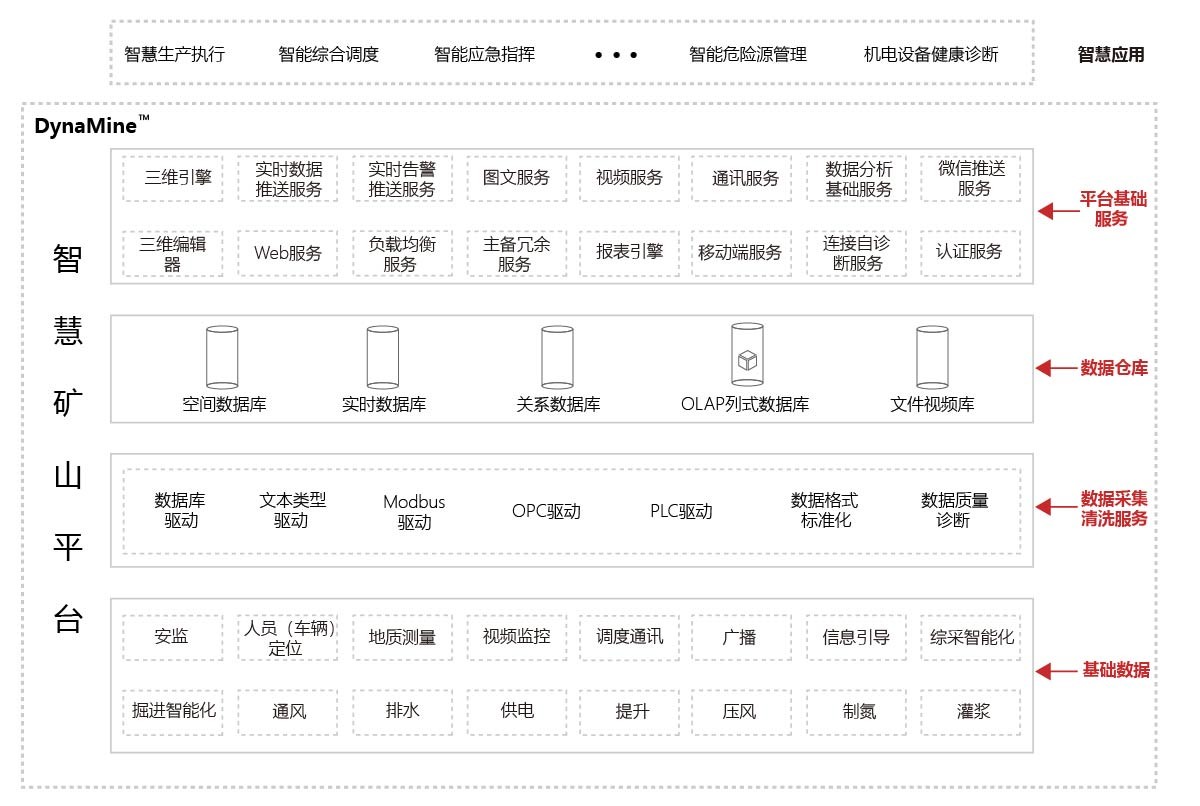 智慧生产执行
智能综合调度
智能应急指挥
• • •
智能危险源管理
机电设备健康诊断
智慧应用
DynaMine™
智
慧
矿
山
平
台
三维引擎
实时数据
推送服务
实时告警
推送服务
图文服务
视频服务
通讯服务
数据分析
基础服务
微信推送
服务
三维编辑
器
Web服务
负载均衡
服务
主备冗余
服务
报表引擎
移动端服务
连接自诊
断服务
认证服务
平台基础
服务
空间数据库
实时数据库
关系数据库
OLAP列式数据库
文件视频库
数据仓库
数据库
驱动
文本类型
驱动
Modbus
驱动
OPC驱动
PLC驱动
数据格式
标准化
数据质量
诊断
数据采集
清洗服务
安监
人员（车辆）
定位
地质测量
视频监控
调度通讯
广播
信息引导
综采智能化
掘进智能化
通风
排水
供电
提升
压风
制氮
灌浆
基础数据